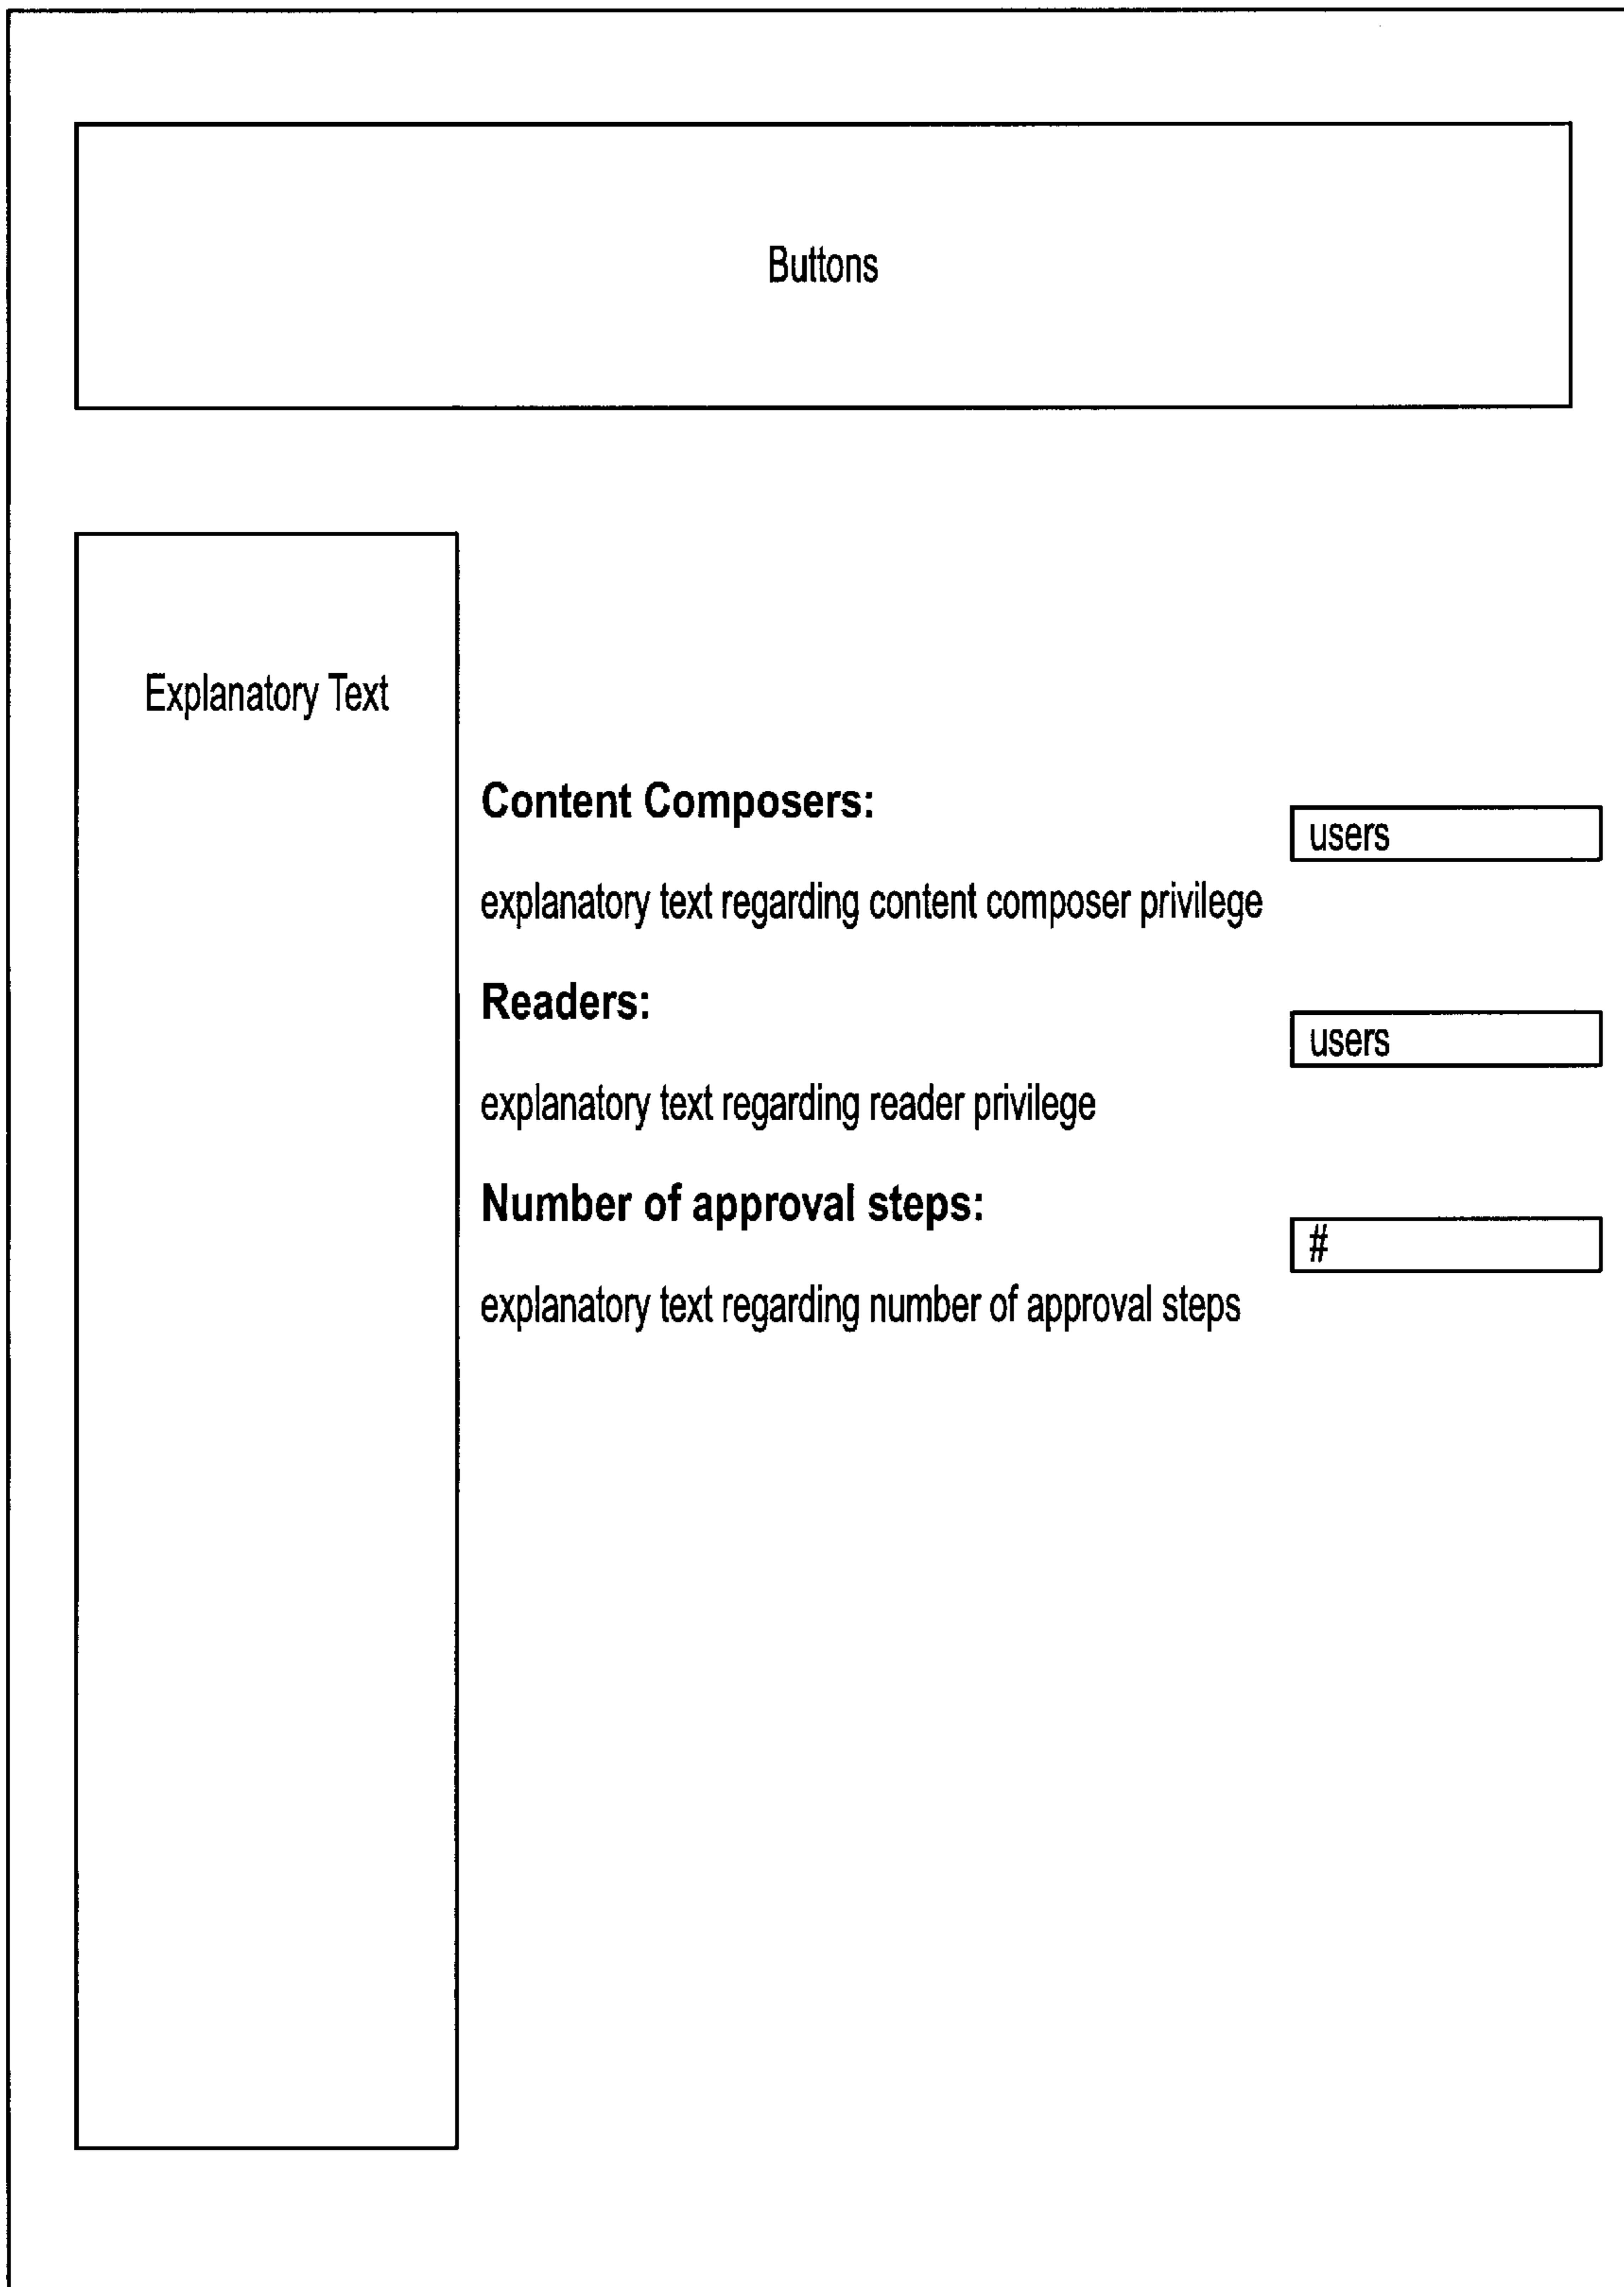 Buttons
Explanatory Text
Content Composers:
users
explanatory text regarding content composer privilege
Readers:
users
explanatory text regarding reader privilege
Number of approval steps:
#
explanatory text regarding number of approval steps